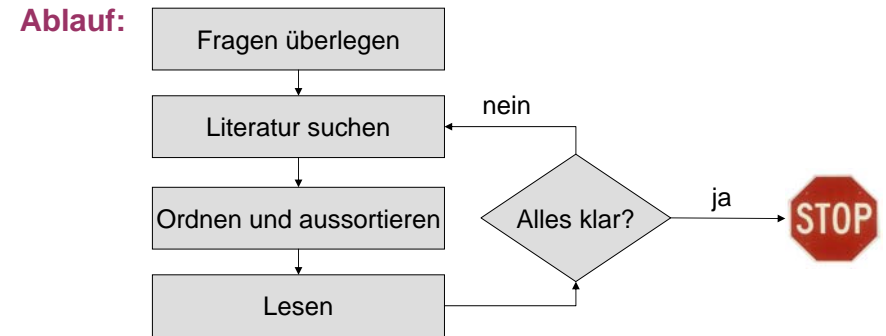 Ablauf:
Fragen überlegen
Literatur suchen
nein
Ordnen und aussortieren
Alles klar?
ja
STOP
Lesen